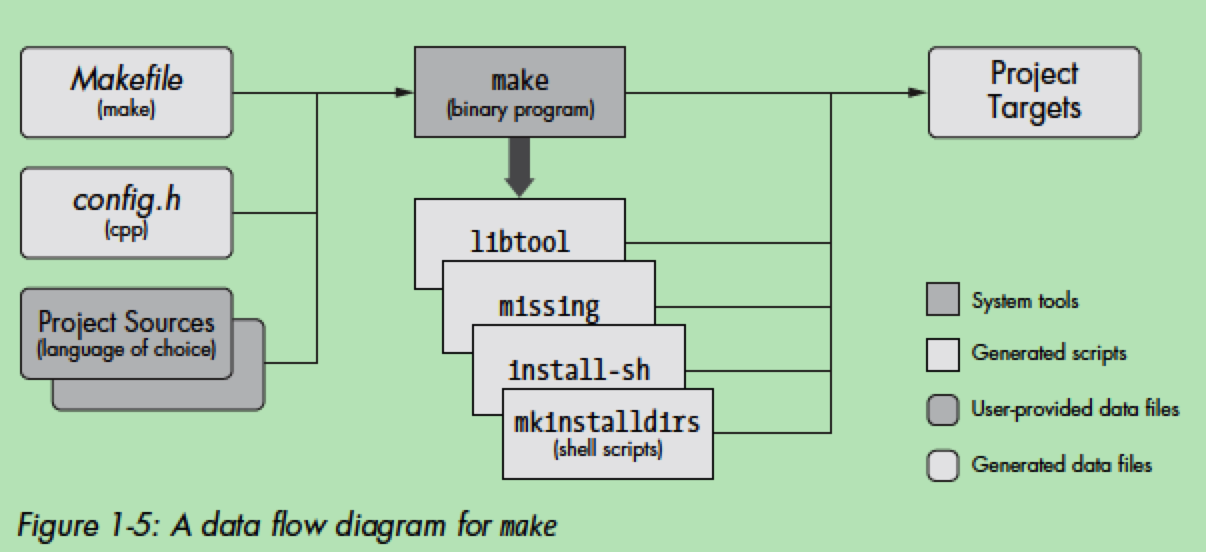 Makefile
(make)
make
(binary program)
Project
Targets
config.h
(cpp)
libtool
missing
Project Sources
(language of choice)
install-sh
mkinstalldirs
(shell scripts)
System tools
Generated scripts
User-provided data files
Generated data files
Figure 1-5: A data flow diagram for make